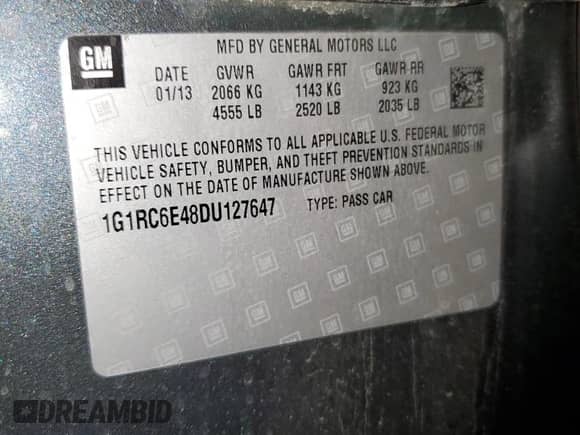 GM
MFD BY GENERAL MOTORS LLC
DATE GVWR GAWR FRT GAWR RR
01/13 2066 KG 1143 KG 923 KG
4555 LB 2520 LB 2035 LB
THIS VEHICLE CONFORMS TO ALL APPLICABLE U.S. FEDERAL MOTOR
VEHICLE SAFETY, BUMPER, AND THEFT PREVENTION STANDARDS IN
EFFECT ON THE DATE OF MANUFACTURE SHOWN ABOVE.
1G1RC6E48DU127647 TYPE: PASS CAR
DREAMBID